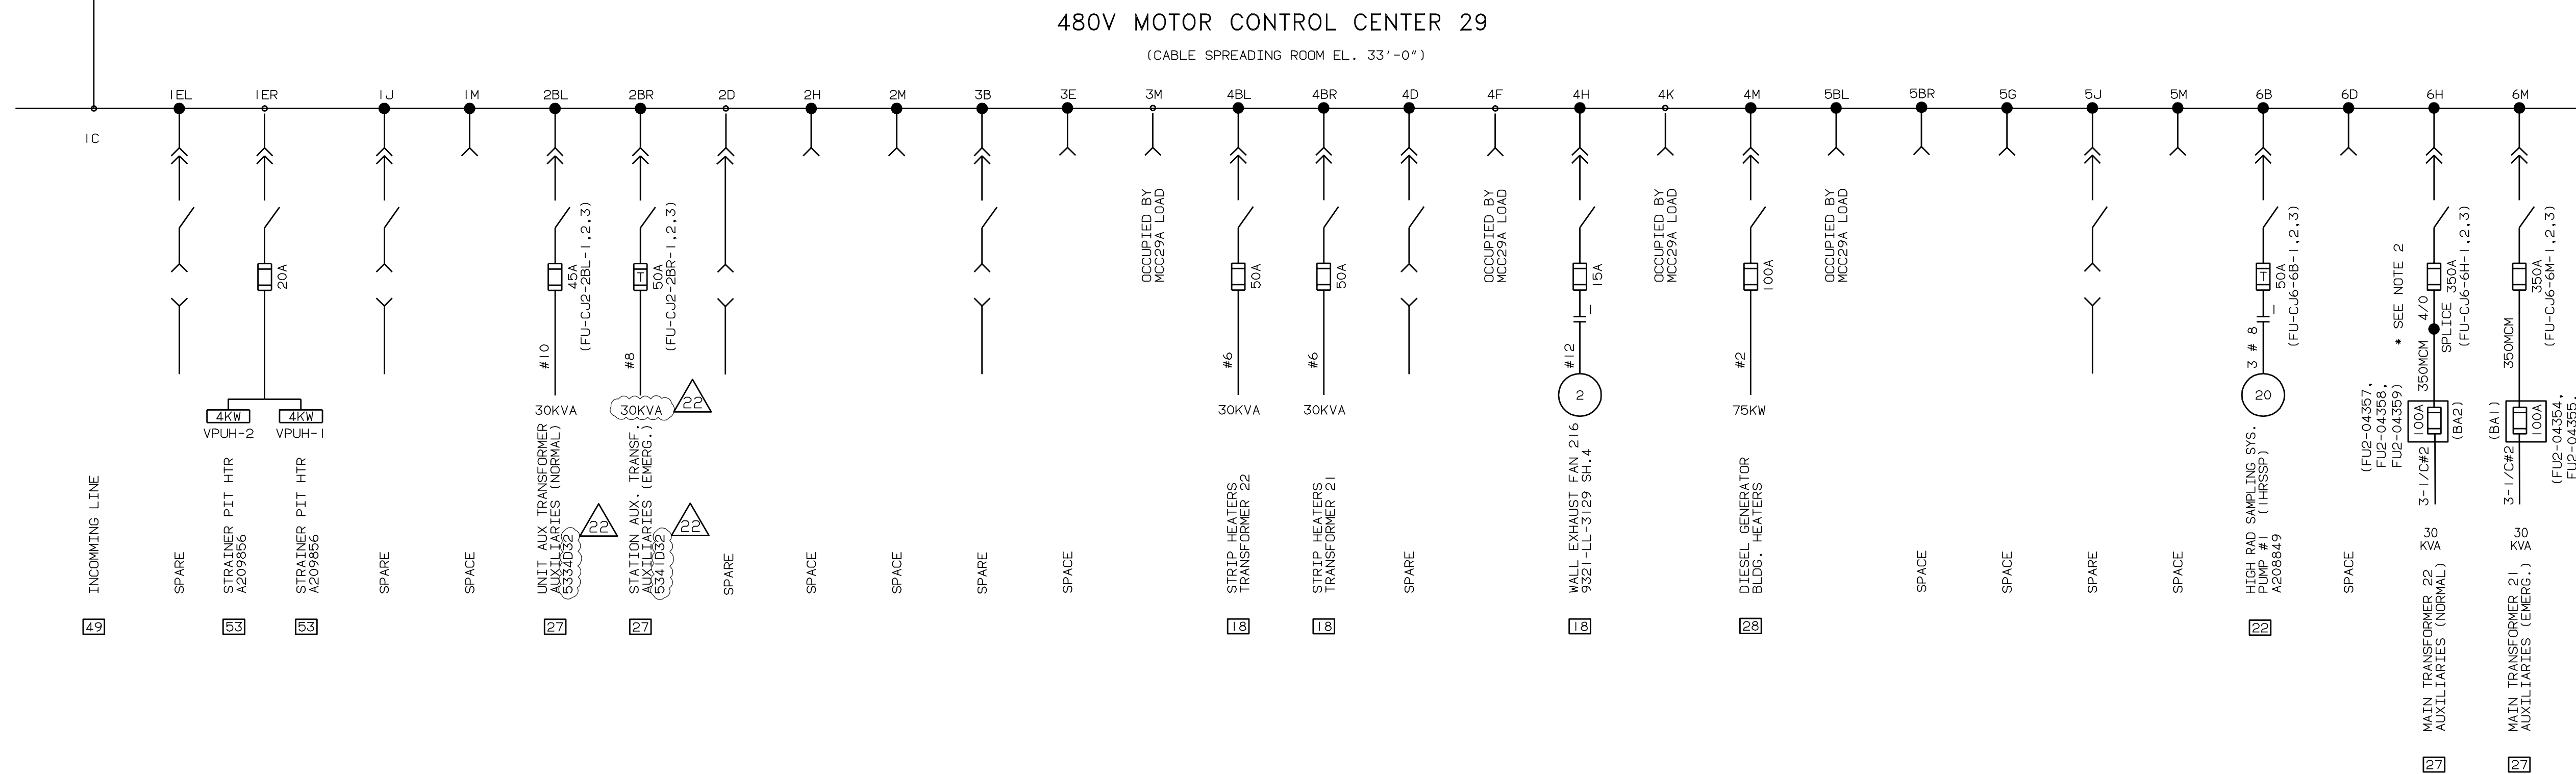 480V MOTOR CONTROL CENTER 29
(CABLE SPREADING ROOM EL. 33'-0")
1C
INCOMMING LINE
49
1EL
SPARE
1ER
20A
4KW
VPUH-2
4KW
VPUH-1
STRAINER PIT HTR
A209856
53
STRAINER PIT HTR
A209856
53
1J
SPARE
1M
SPACE
2BL
45A
(FU-CJ2-2BL-1,2,3)
#10
30KVA
UNIT AUX TRANSFORMER
AUXILIARIES (NORMAL)
5334D32
22
27
2BR
T
50A
(FU-CJ2-2BR-1,2,3)
#8
30KVA
22
STATION AUX. TRANSF.
AUXILIARIES (EMERG.)
5341D32
22
27
2D
SPARE
2H
SPACE
2M
SPACE
3B
SPARE
3E
SPACE
3M
OCCUPIED BY
MCC29A LOAD
4BL
50A
#6
30KVA
STRIP HEATERS
TRANSFORMER 22
18
4BR
50A
#6
30KVA
STRIP HEATERS
TRANSFORMER 21
18
4D
SPARE
4F
OCCUPIED BY
MCC29A LOAD
4H
15A
1
#12
2
WALL EXHAUST FAN 216
9321-LL-3129 SH.4
18
4K
OCCUPIED BY
MCC29A LOAD
4M
100A
#2
75KW
DIESEL GENERATOR
BLDG. HEATERS
28
5BL
OCCUPIED BY
MCC29A LOAD
5BR
SPACE
5G
SPACE
5J
SPARE
5M
SPACE
6B
T
50A
(FU-CJ6-6B-1,2,3)
1
3 # 8
20
HIGH RAD SAMPLING SYS.
PUMP #1 (1HRSSP)
A208849
22
6D
SPACE
6H
* SEE NOTE 2
350A
(FU-CJ6-6H-1,2,3)
4/0
SPLICE
350MCM
(FU2-04357,
FU2-04358,
FU2-04359)
100A
(BA2)
3-1/C#2
30
KVA
MAIN TRANSFORMER 22
AUXILIARIES (NORMAL)
27
6M
350A
(FU-CJ6-6M-1,2,3)
350MCM
(BA1)
100A
(FU2-04354,
FU2-04355,
3-1/C#2
30
KVA
MAIN TRANSFORMER 21
AUXILIARIES (EMERG.)
27